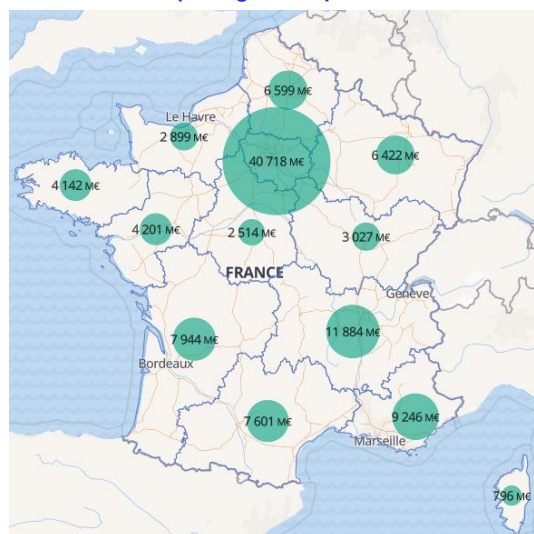 6 599 M€
Le Havre
2 899 M€
40 718 M€
6 422 M€
4 142 M€
4 201 M€
2 514 M€
3 027 M€
FRANCE
Genève
11 884 M€
7 944 M€
Bordeaux
7 601 M€
9 246 M€
Marseille
796 M€